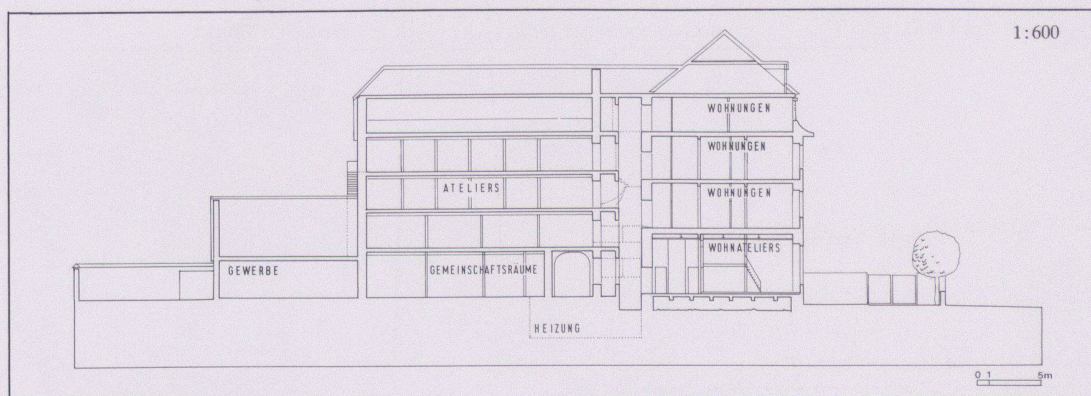 1:600
WOHNUNGEN
WOHNUNGEN
ATELIERS
WOHNUNGEN
WOHNATELIERS
GEWERBE
GEMEINSCHAFTSRÄUME
HEIZUNG
0 1 5m